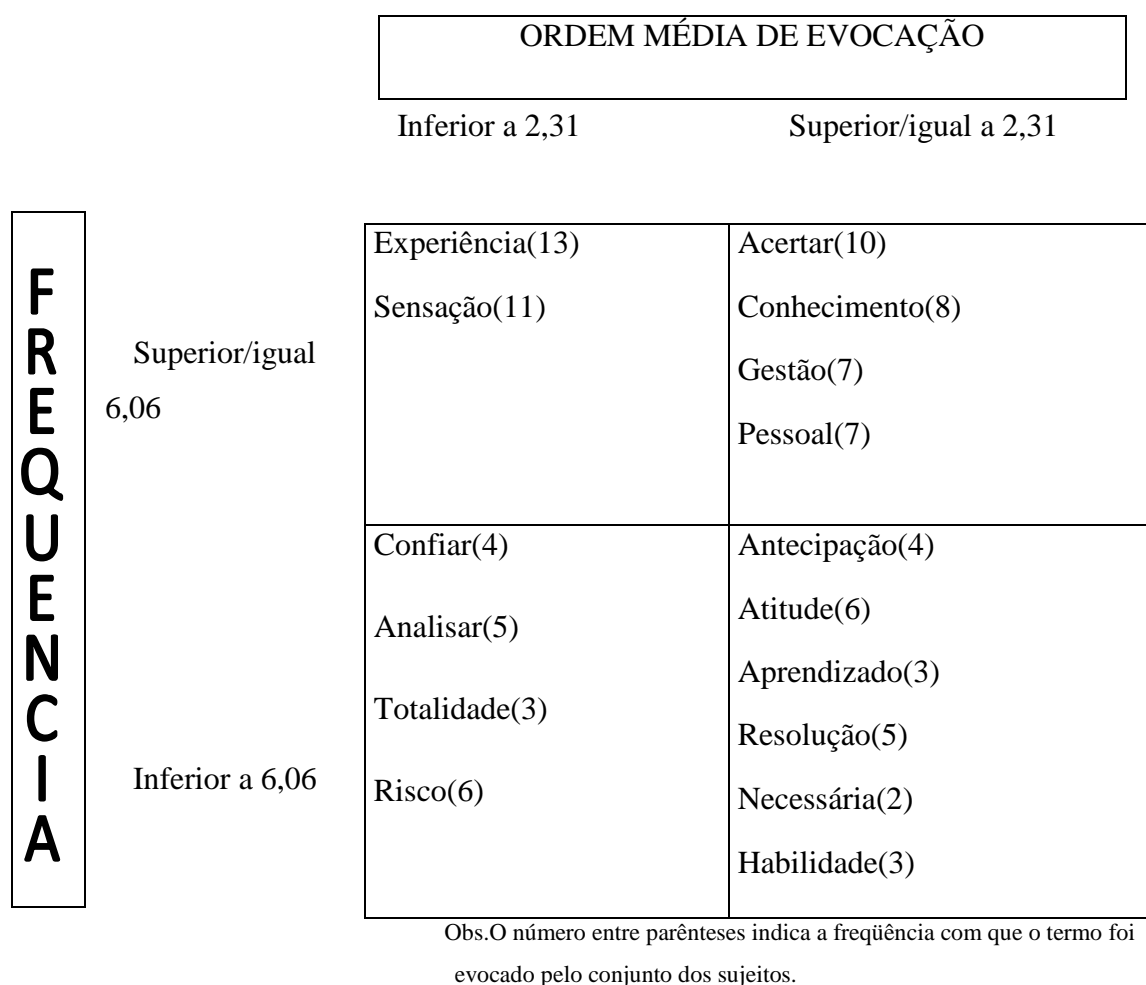 ORDEM MÉDIA DE EVOCAÇÃO
Inferior a 2,31 Superior/igual a 2,31
FREQUENCIA
Superior/igual
6,06
Experiência(13)
Sensação(11)
Acertar(10)
Conhecimento(8)
Gestão(7)
Pessoal(7)
Inferior a 6,06
Confiar(4)
Analisar(5)
Totalidade(3)
Risco(6)
Antecipação(4)
Atitude(6)
Aprendizado(3)
Resolução(5)
Necessária(2)
Habilidade(3)
Obs.O número entre parênteses indica a freqüência com que o termo foi
evocado pelo conjunto dos sujeitos.